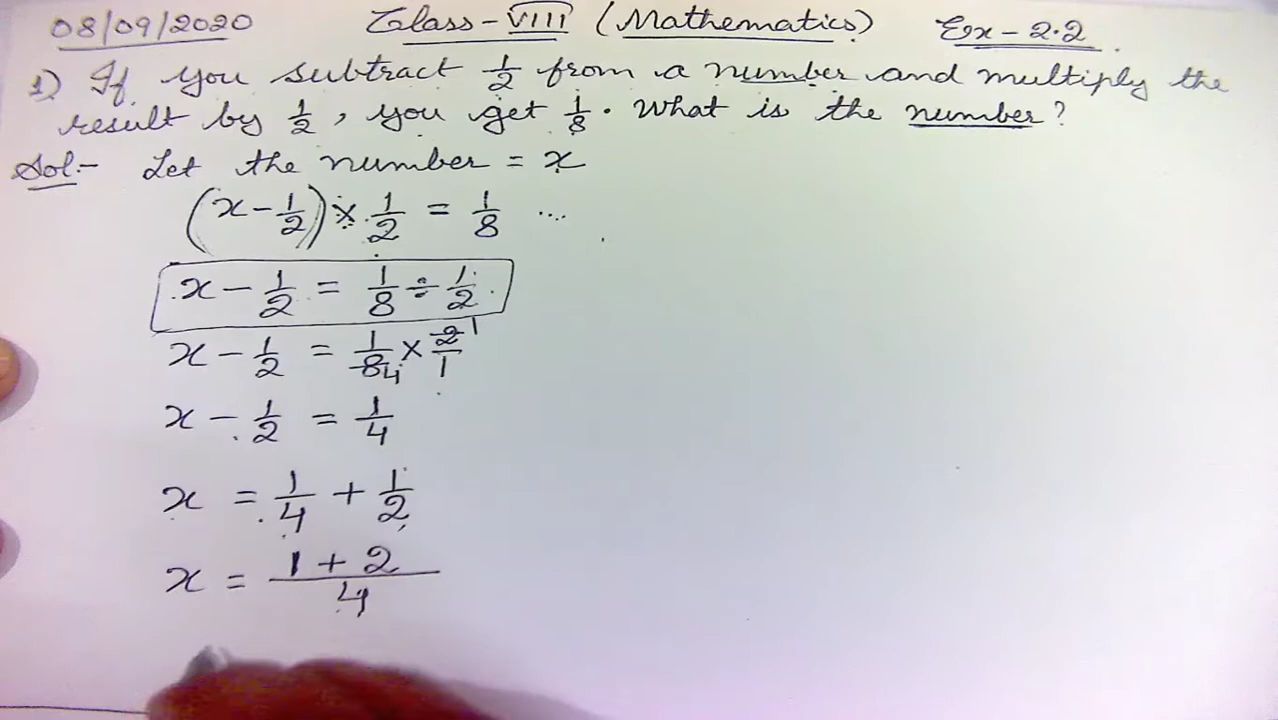 08/09/2020 Class-VIII (Mathematics) Ex-2.2
1) If you subtract 1/2 from a number and multiply the
result by 1/2, you get 1/8. What is the number?
Sol:- Let the number = x
(x - 1/2) × 1/2 = 1/8 ....
x - 1/2 = 1/8 ÷ 1/2
x - 1/2 = 1/8 4 × 2/1 1
x - 1/2 = 1/4
x = 1/4 + 1/2
x = 1+2/4